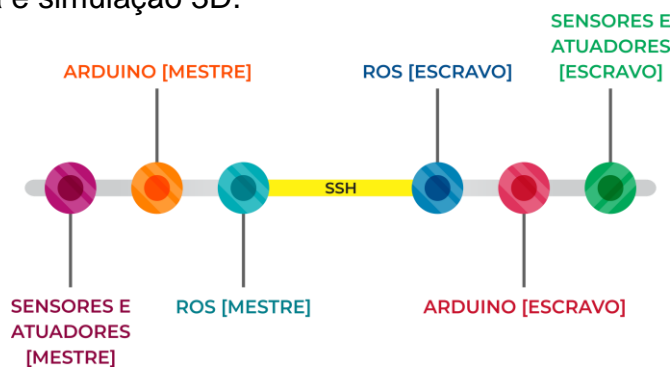 e simulação 3D.
SENSORES E
ATUADORES
[ESCRAVO]
ARDUINO [MESTRE]
ROS [ESCRAVO]
SSH
SENSORES E
ATUADORES
[MESTRE]
ROS [MESTRE]
ARDUINO [ESCRAVO]